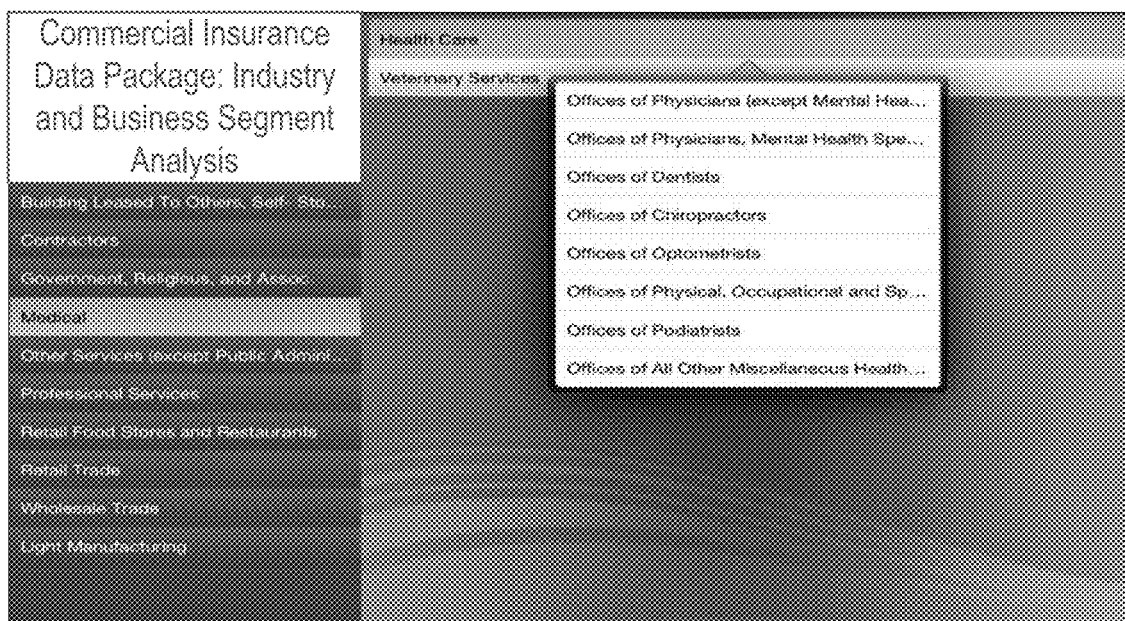 Commercial Insurance
Data Package: Industry
and Business Segment
Analysis
Building Leased To Others, Self- Sto...
Contractors
Government, Religious, and Assoc...
Medical
Other Services (except Public Admini...
Professional Services
Retail Food Stores and Restaurants
Retail Trade
Wholesale Trade
Light Manufacturing
Health Care
Veterinary Services
Offices of Physicians (except Mental Hea...
Offices of Physicians, Mental Health Spe...
Offices of Dentists
Offices of Chiropractors
Offices of Optometrists
Offices of Physical, Occupational and Sp...
Offices of Podiatrists
Offices of All Other Miscellaneous Health...